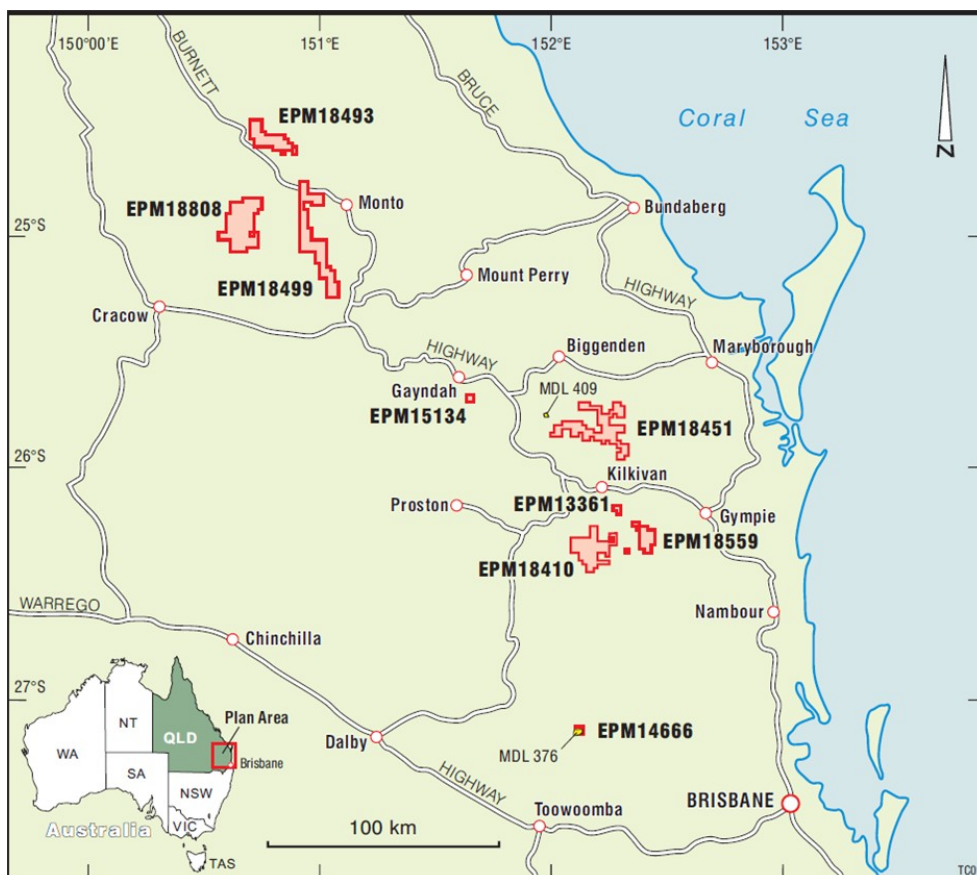 150°00'E
151°E
152°E
153°E
BURNETT
BRUCE
EPM18493
Coral Sea
N
EPM18808
Monto
Bundaberg
25°S
EPM18499
Mount Perry
HIGHWAY
Cracow
HIGHWAY
Biggenden
Maryborough
Gayndah
MDL 409
EPM15134
EPM18451
26°S
Kilkivan
Proston
EPM13361
Gympie
EPM18559
EPM18410
WARREGO
Nambour
Chinchilla
27°S
NT
QLD
Plan Area
WA
Brisbane
SA
NSW
VIC
Australia
TAS
Dalby
EPM14666
MDL 376
HIGHWAY
BRISBANE
Toowoomba
100 km